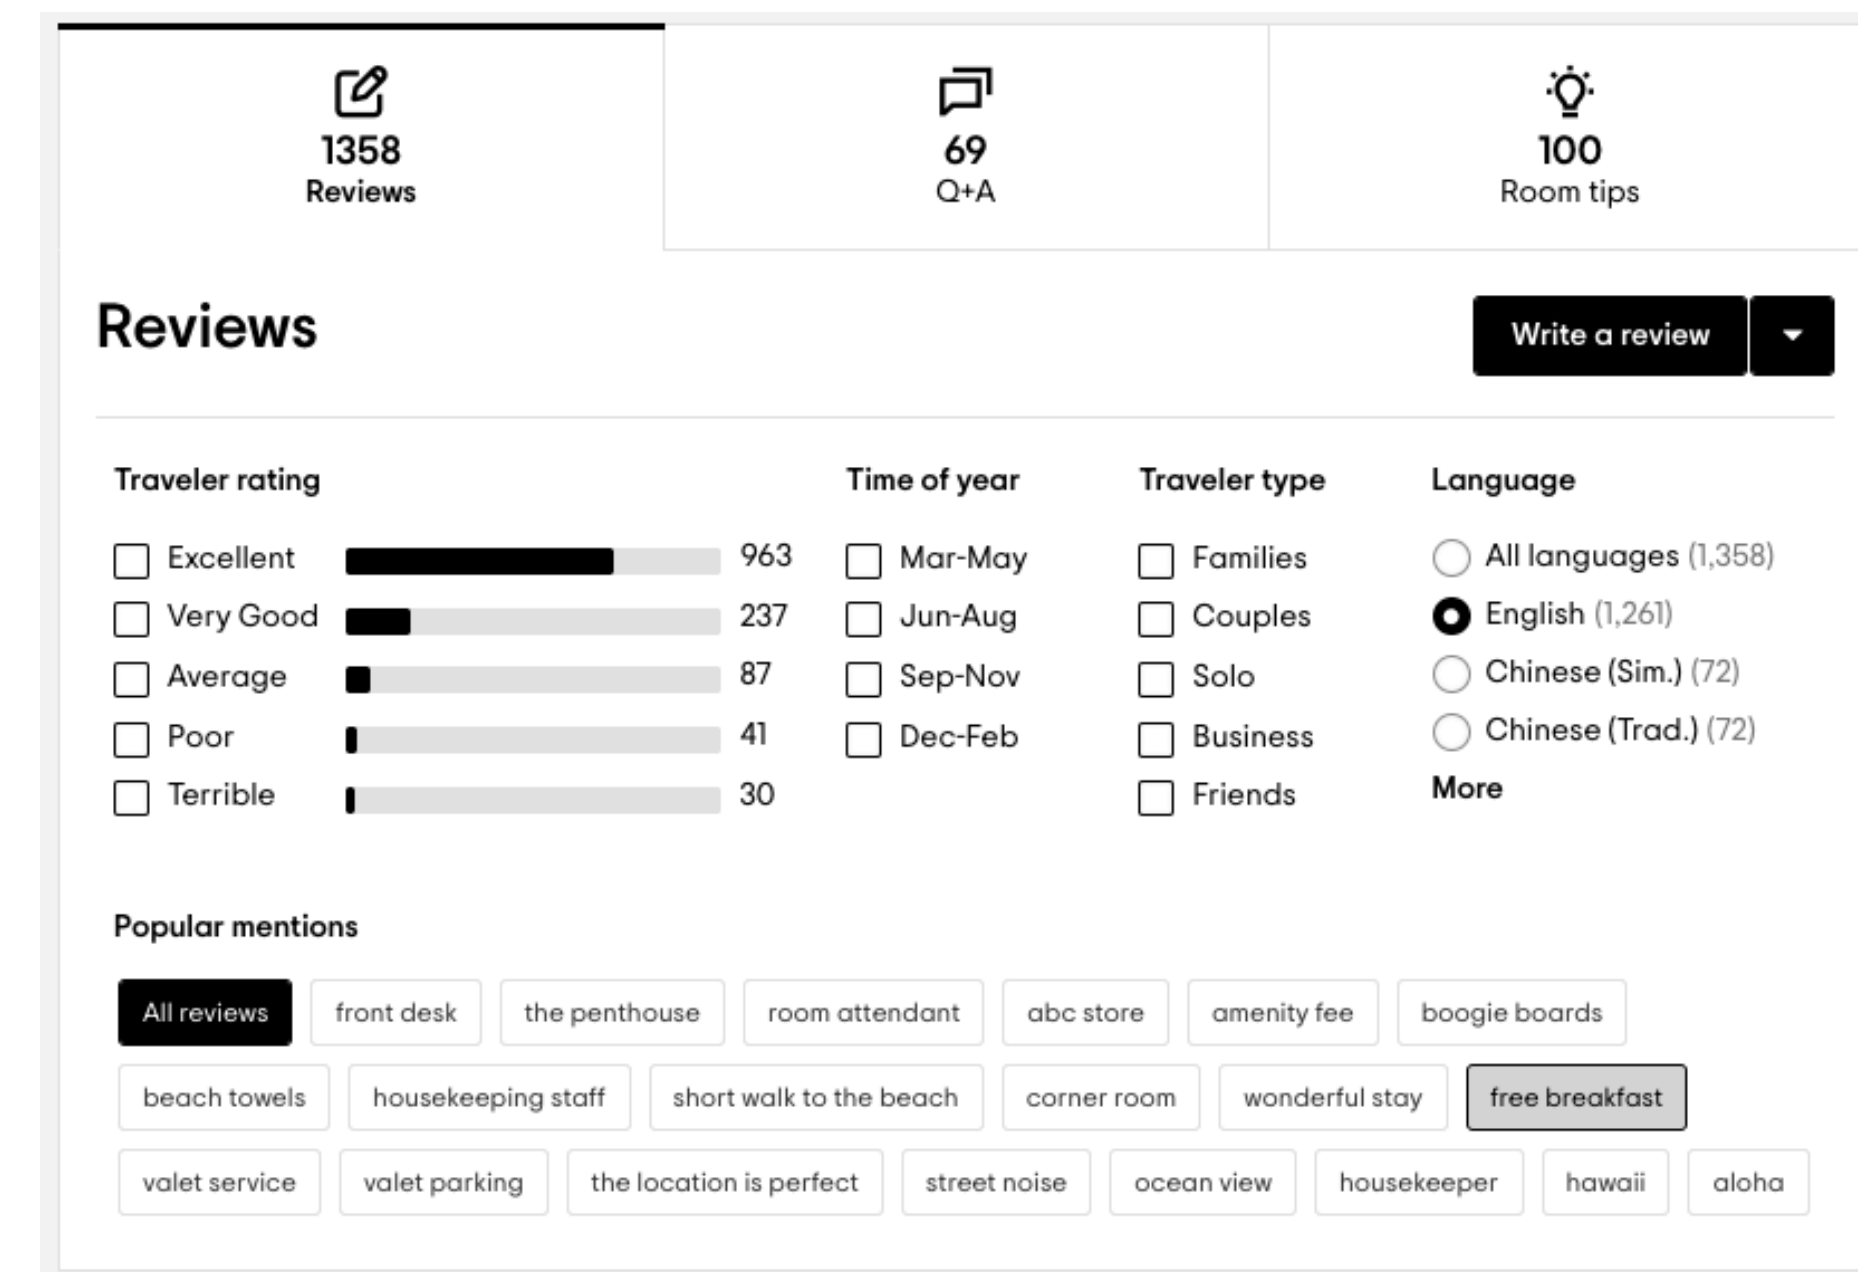 1358
Reviews
69
Q+A
100
Room tips
Reviews
Write a review
Traveler rating
Excellent 963
Very Good 237
Average 87
Poor 41
Terrible 30
Time of year
Mar-May
Jun-Aug
Sep-Nov
Dec-Feb
Traveler type
Families
Couples
Solo
Business
Friends
Language
All languages (1,358)
English (1,261)
Chinese (Sim.) (72)
Chinese (Trad.) (72)
More
Popular mentions
All reviews front desk the penthouse room attendant abc store amenity fee boogie boards
beach towels housekeeping staff short walk to the beach corner room wonderful stay free breakfast
valet service valet parking the location is perfect street noise ocean view housekeeper hawaii aloha